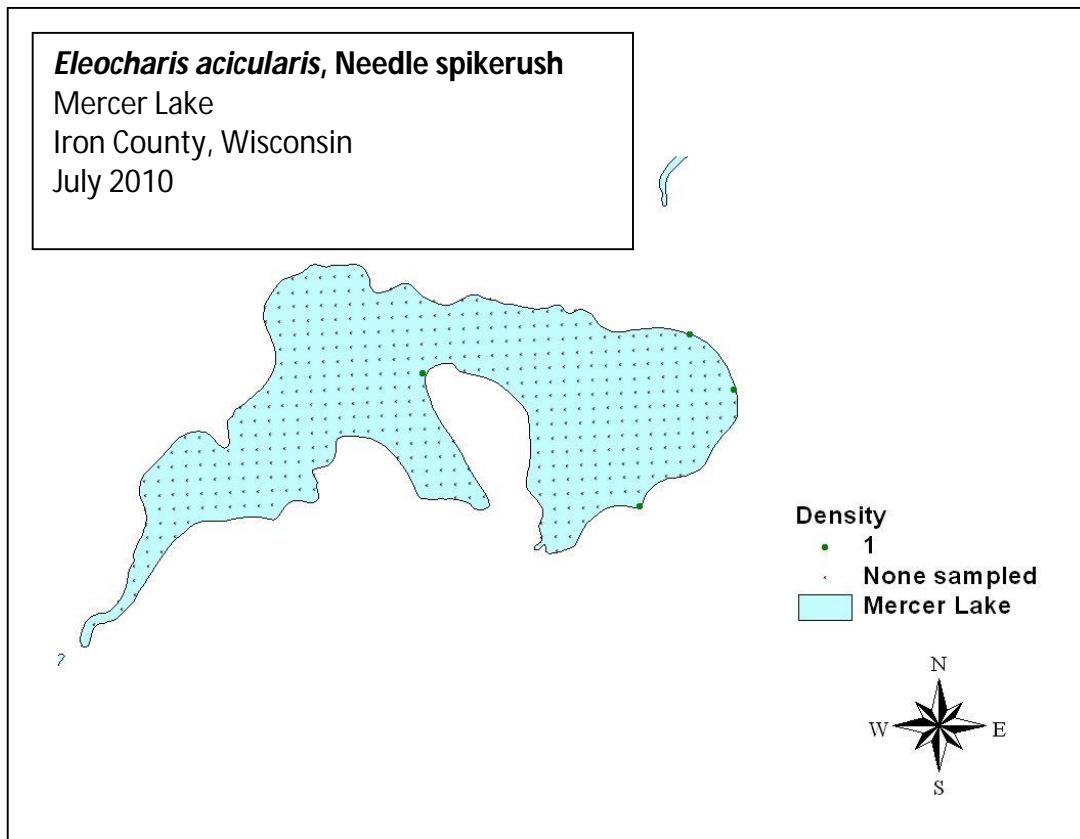 Eleocharis acicularis, Needle spikerush
Mercer Lake
Iron County, Wisconsin
July 2010
Density
1
None sampled
Mercer Lake
N
W E
S